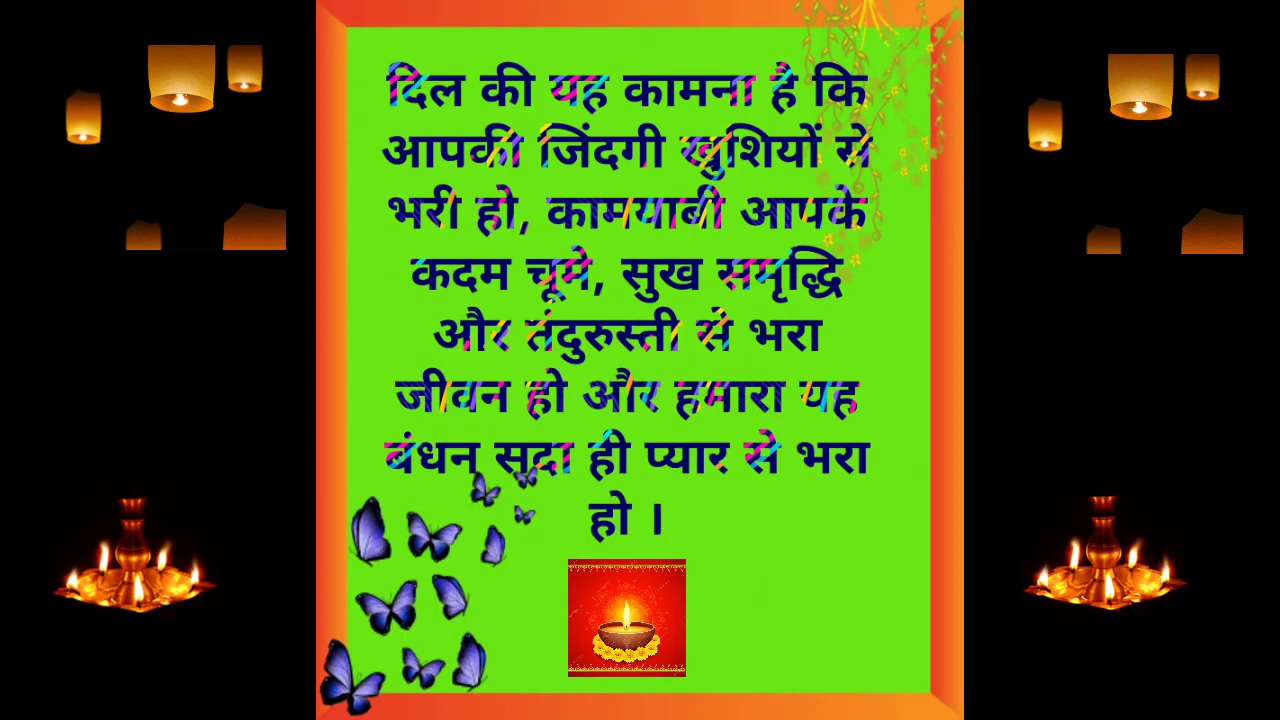 दिल की यह कामना है कि
आपकी जिंदगी खुशियों से
भरी हो, कामयाबी आपके
कदम चूमे, सुख समृद्धि
और तंदुरुस्ती से भरा
जीवन हो और हमारा यह
बंधन सदा ही प्यार से भरा
हो ।